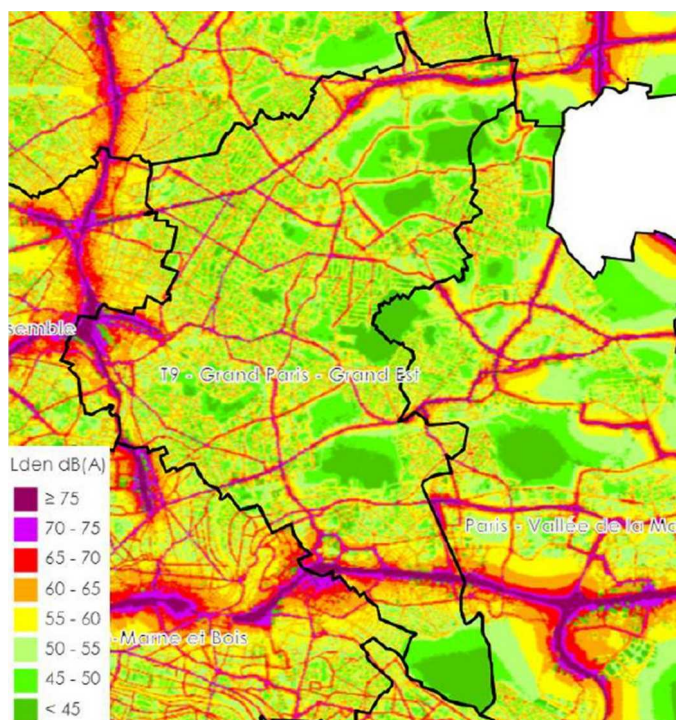 semble
T9 - Grand Paris - Grand Est
Lden dB(A)
≥ 75
70 - 75
65 - 70
60 - 65
55 - 60
50 - 55
45 - 50
< 45
Paris - Vallée de la Ma
-Marne et Bois